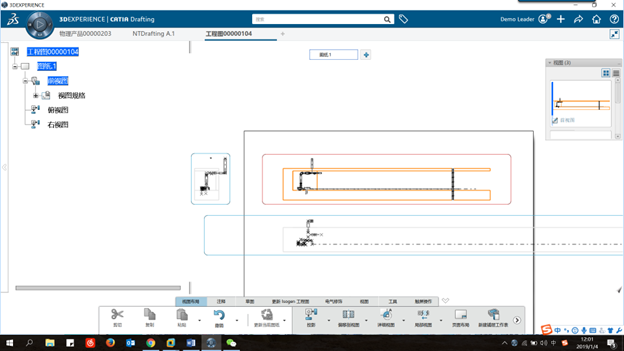 3DEXPERIENCE
3DEXPERIENCE | CATIA Drafting
搜索
Demo Leader
物理产品00000203
NTDrafting A.1
工程图00000104
+
图纸.1
工程图00000104
图纸.1
前视图
视图规格
俯视图
右视图
视图 (3)
前视图
视图布局
注释
草图
更新 Isogen 工程图
电气修饰
绘图
工具
触屏操作
剪切
复制
粘贴
撤销
更新当前图纸
投影
偏移剖视图
详细视图
局部视图
页面布局
新建辅助工作表
中
12:01
2019/1/4